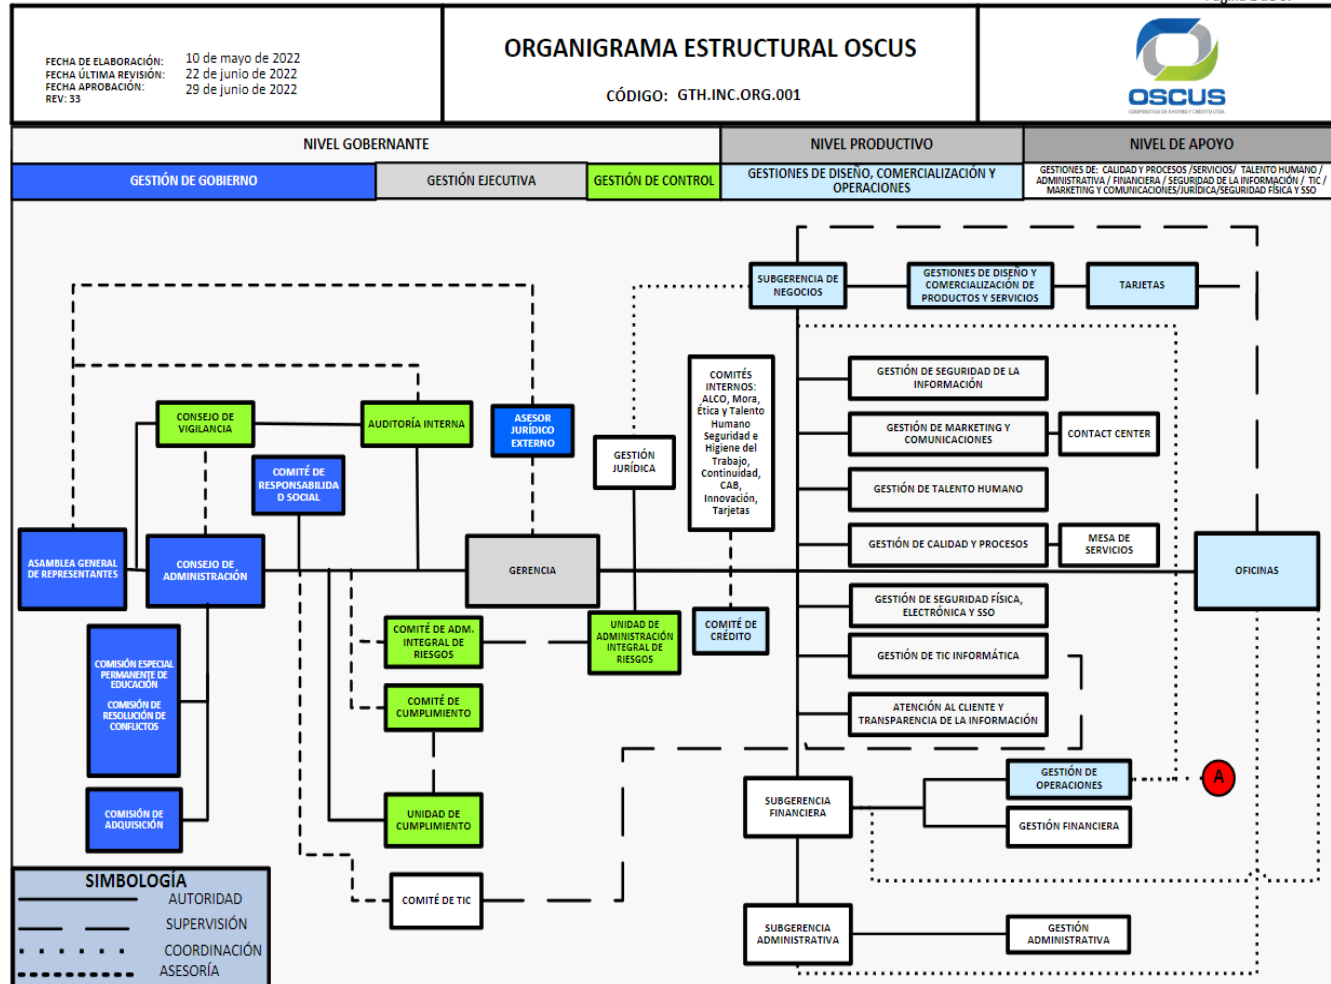 FECHA DE ELABORACIÓN: 10 de mayo de 2022
FECHA ÚLTIMA REVISIÓN: 22 de junio de 2022
FECHA APROBACIÓN: 29 de junio de 2022
REV: 33
ORGANIGRAMA ESTRUCTURAL OSCUS
CÓDIGO: GTH.INC.ORG.001
OSCUS
COOPERATIVA DE AHORRO Y CRÉDITO LTDA.
NIVEL GOBERNANTE
NIVEL PRODUCTIVO
NIVEL DE APOYO
GESTIÓN DE GOBIERNO
GESTIÓN EJECUTIVA
GESTIÓN DE CONTROL
GESTIONES DE DISEÑO, COMERCIALIZACIÓN Y
OPERACIONES
GESTIONES DE: CALIDAD Y PROCESOS /SERVICIOS/ TALENTO HUMANO /
ADMINISTRATIVA / FINANCIERA / SEGURIDAD DE LA INFORMACIÓN / TIC /
MARKETING Y COMUNICACIONES/JURÍDICA/SEGURIDAD FÍSICA Y SSO
SUBGERENCIA DE
NEGOCIOS
GESTIONES DE DISEÑO Y
COMERCIALIZACIÓN DE
PRODUCTOS Y SERVICIOS
TARJETAS
COMITÉS
INTERNOS:
ALCO, Mora,
Ética y Talento
Humano
Seguridad e
Higiene del
Trabajo,
Continuidad,
CAB,
Innovación,
Tarjetas
GESTIÓN DE SEGURIDAD DE LA
INFORMACIÓN
CONSEJO DE
VIGILANCIA
AUDITORÍA INTERNA
ASESOR
JURÍDICO
EXTERNO
GESTIÓN DE MARKETING Y
COMUNICACIONES
CONTACT CENTER
GESTIÓN
JURÍDICA
COMITÉ DE
RESPONSABILIDA
D SOCIAL
GESTIÓN DE TALENTO HUMANO
GESTIÓN DE CALIDAD Y PROCESOS
MESA DE
SERVICIOS
ASAMBLEA GENERAL
DE REPRESENTANTES
CONSEJO DE
ADMINISTRACIÓN
GERENCIA
OFICINAS
GESTIÓN DE SEGURIDAD FÍSICA,
ELECTRÓNICA Y SSO
COMITÉ DE ADM.
INTEGRAL DE
RIESGOS
UNIDAD DE
ADMINISTRACIÓN
INTEGRAL DE
RIESGOS
COMITÉ DE
CRÉDITO
GESTIÓN DE TIC INFORMÁTICA
COMISIÓN ESPECIAL
PERMANENTE DE
EDUCACIÓN
COMISIÓN DE
RESOLUCIÓN DE
CONFLICTOS
COMITÉ DE
CUMPLIMIENTO
ATENCIÓN AL CLIENTE Y
TRANSPARENCIA DE LA INFORMACIÓN
GESTIÓN DE
OPERACIONES
A
COMISIÓN DE
ADQUISICIÓN
UNIDAD DE
CUMPLIMIENTO
SUBGERENCIA
FINANCIERA
GESTIÓN FINANCIERA
COMITÉ DE TIC
SUBGERENCIA
ADMINISTRATIVA
GESTIÓN
ADMINISTRATIVA
SIMBOLOGÍA
AUTORIDAD
SUPERVISIÓN
COORDINACIÓN
ASESORÍA